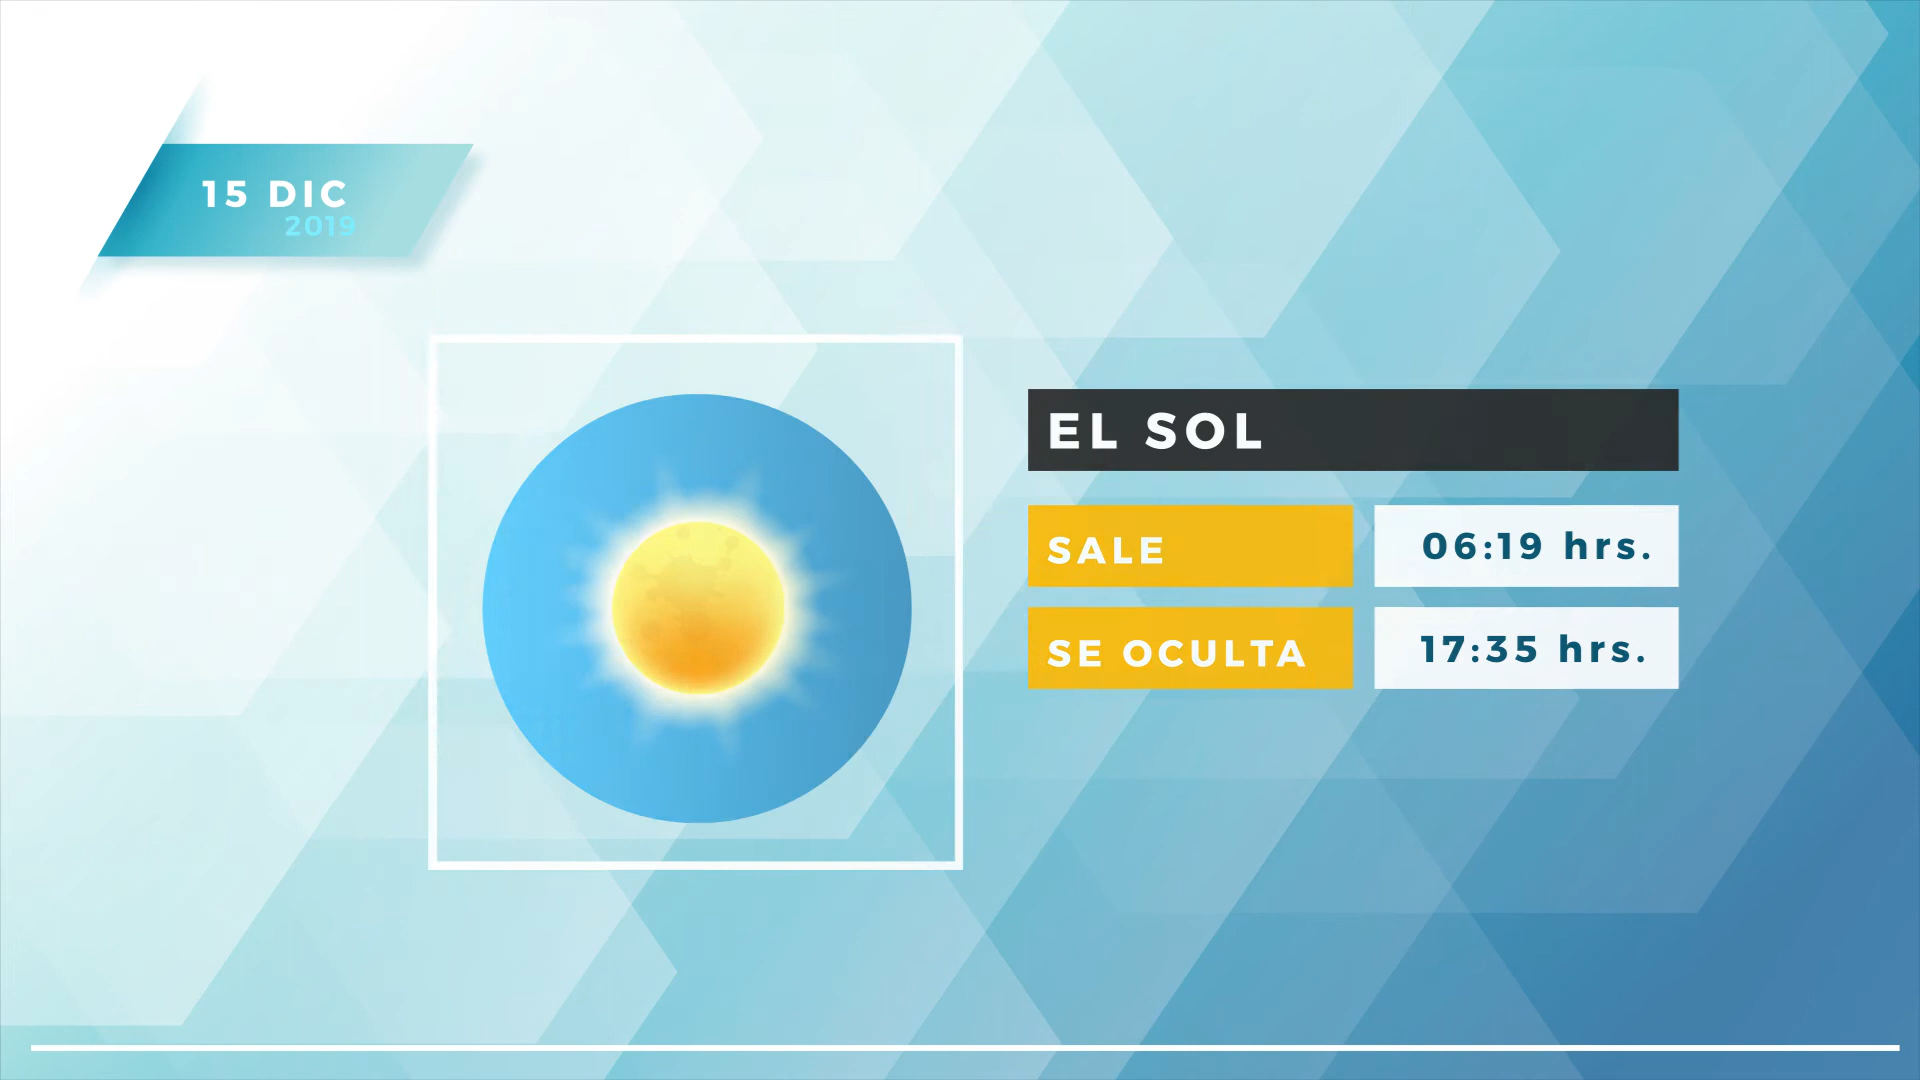 15 DIC
2019
EL SOL
SALE
06:19 hrs.
SE OCULTA
17:35 hrs.